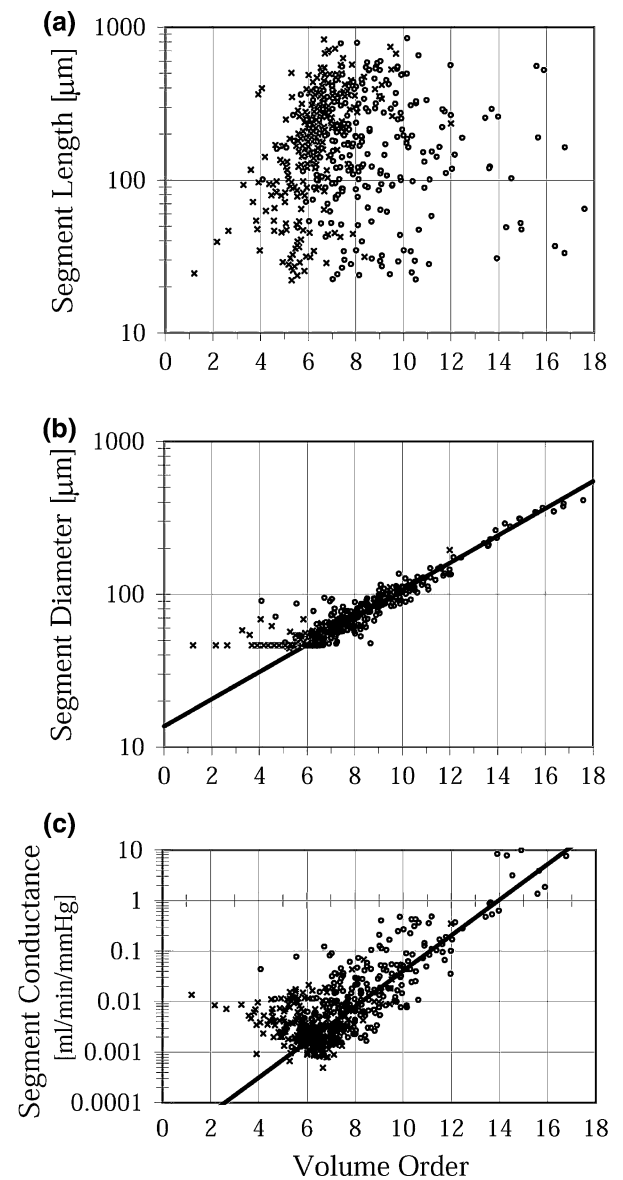 (a)
Segment Length [μm]
1000
100
10
0 2 4 6 8 10 12 14 16 18
(b)
Segment Diameter [μm]
1000
100
10
0 2 4 6 8 10 12 14 16 18
(c)
Segment Conductance
[ml/min/mmHg]
10
1
0.1
0.01
0.001
0.0001
0 2 4 6 8 10 12 14 16 18
Volume Order